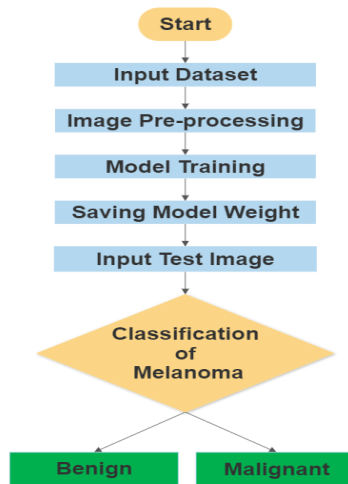 Start
Input Dataset
Image Pre-processing
Model Training
Saving Model Weight
Input Test Image
Classification
of
Melanoma
Benign
Malignant